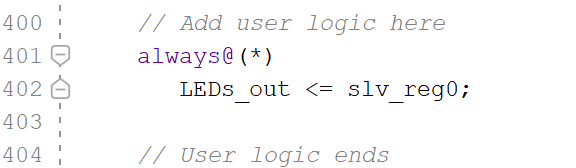 400 // Add user logic here
401 always@(*)
402 LEDs_out <= slv_reg0;
403
404 // User logic ends